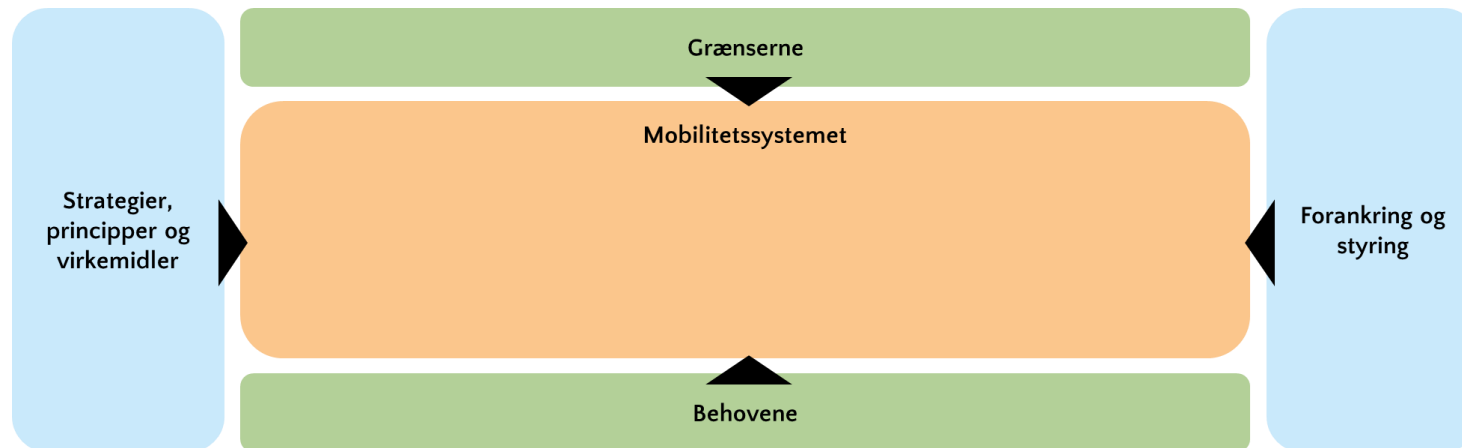 Grænserne
Mobilitetssystemet
Strategier,
principper og
virkemidler
Forankring og
styring
Behovene